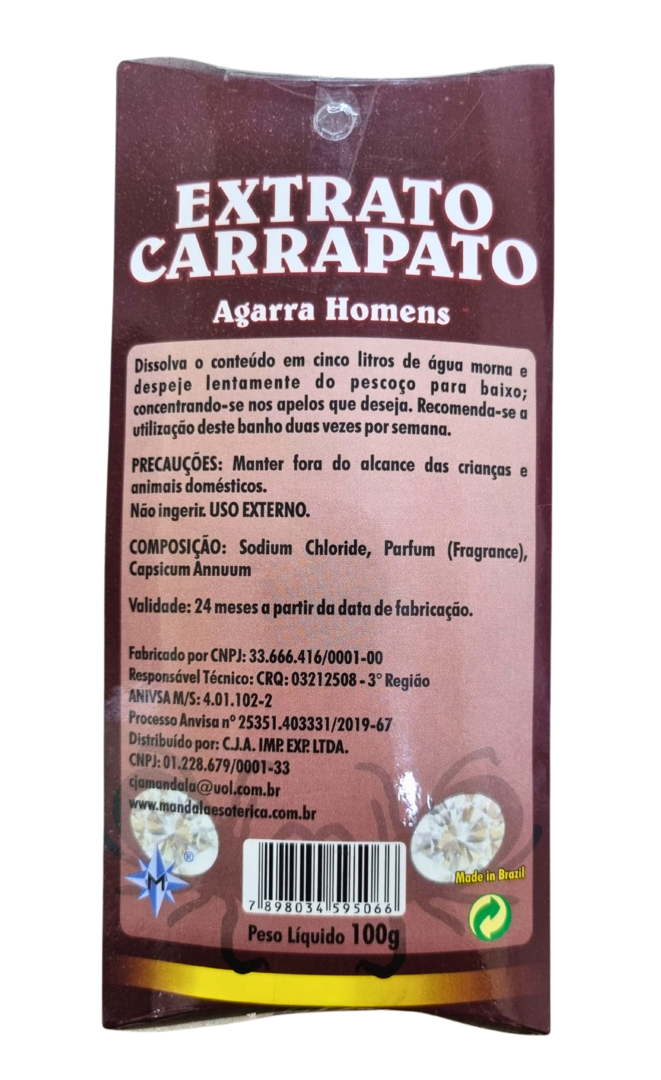 EXTRATO
CARRAPATO
Agarra Homens
Dissolva o conteúdo em cinco litros de água morna e
despeje lentamente do pescoço para baixo;
concentrando-se nos apelos que deseja. Recomenda-se a
utilização deste banho duas vezes por semana.
PRECAUÇÕES: Manter fora do alcance das crianças e
animais domésticos.
Não ingerir. USO EXTERNO.
COMPOSIÇÃO: Sodium Chloride, Parfum (Fragrance),
Capsicum Annuum
Validade: 24 meses a partir da data de fabricação.
Fabricado por CNPJ: 33.666.416/0001-00
Responsável Técnico: CRQ: 03212508 - 3° Região
ANIVSA M/S: 4.01.102-2
Processo Anvisa nº 25351.403331/2019-67
Distribuído por: C.J.A. IMP. EXP. LTDA.
CNPJ: 01.228.679/0001-33
cjamandala@uol.com.br
www.mandalaesoterica.com.br
M ®
Made in Brazil
7 898034 595066
Peso Líquido 100g